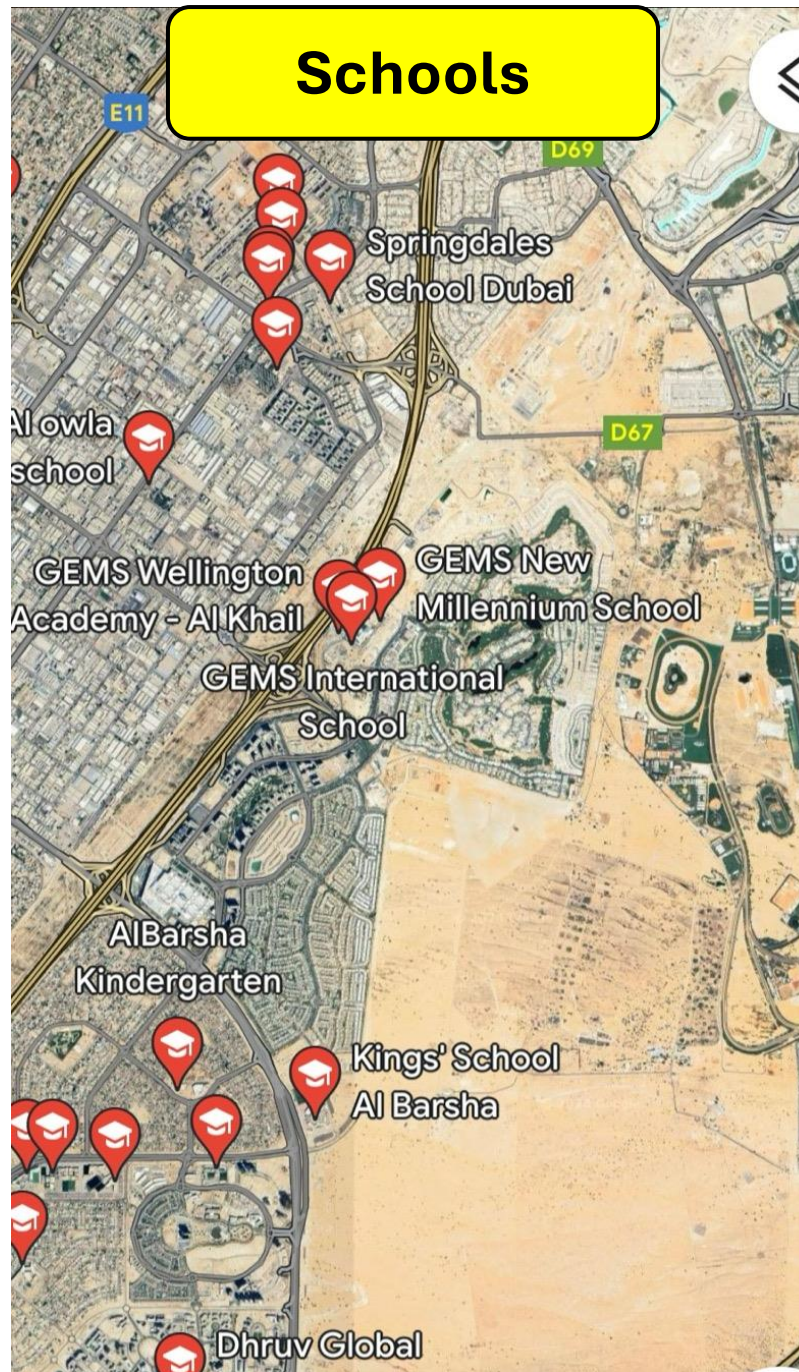 Schools
E11
D69
Springdales
School Dubai
Al owla
school
D67
GEMS Wellington
Academy - Al Khail
GEMS New
Millennium School
GEMS International
School
AlBarsha
Kindergarten
Kings' School
Al Barsha
Dhruv Global